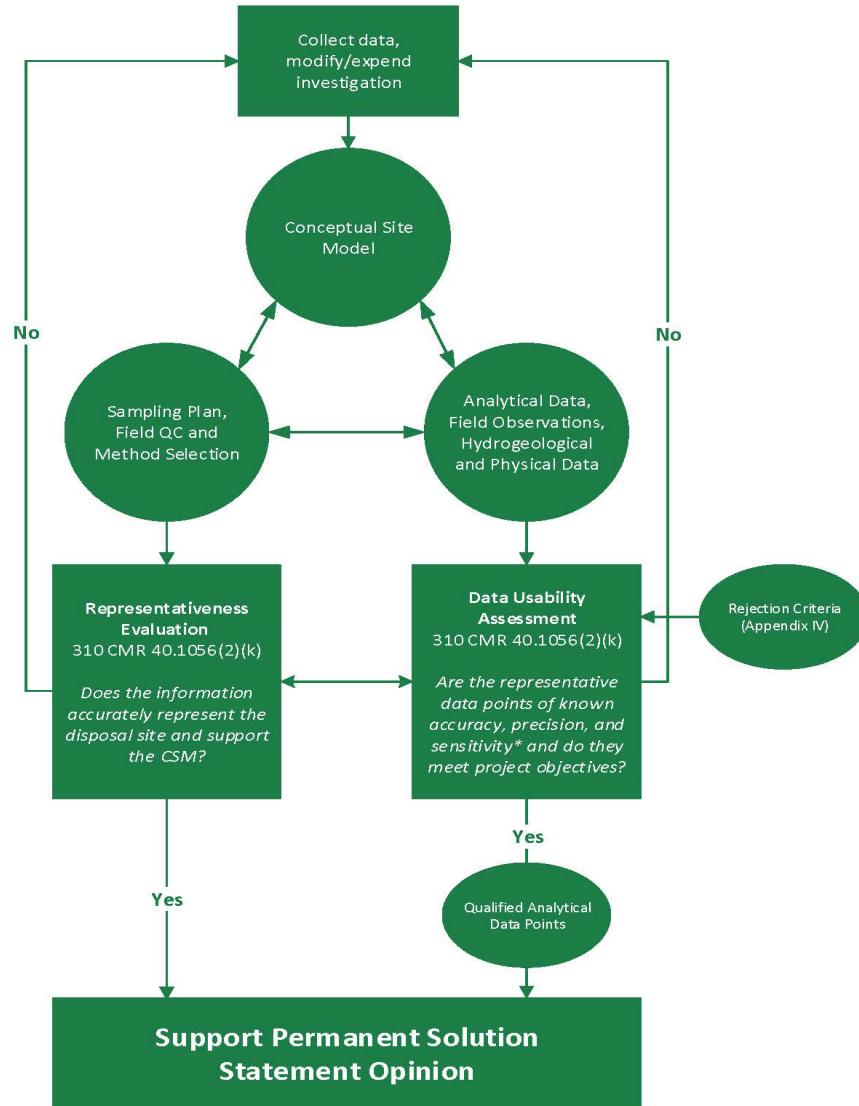 Collect data,
modify/expend
investigation
Conceptual Site
Model
No
No
Sampling Plan,
Field QC and
Method Selection
Analytical Data,
Field Observations,
Hydrogeological
and Physical Data
Representativeness
Evaluation
310 CMR 40.1056(2)(k)
Does the information
accurately represent the
disposal site and support
the CSM?
Data Usability
Assessment
310 CMR 40.1056(2)(k)
Are the representative
data points of known
accuracy, precision, and
sensitivity* and do they
meet project objectives?
Rejection Criteria
(Appendix IV)
Yes
Yes
Qualified Analytical
Data Points
Support Permanent Solution
Statement Opinion